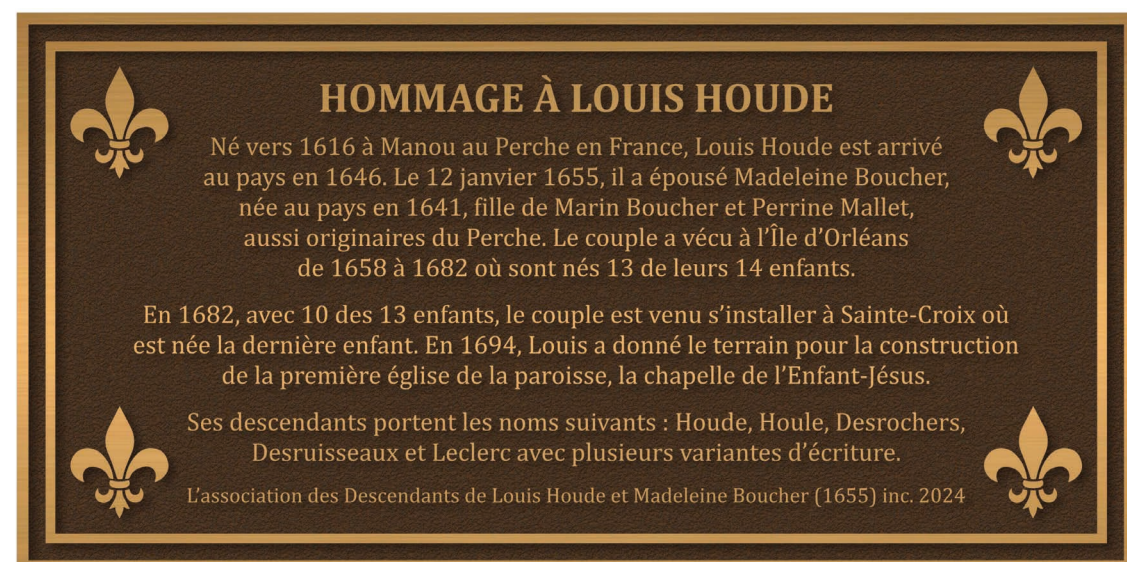 HOMMAGE À LOUIS HOUDE
Né vers 1616 à Manou au Perche en France, Louis Houde est arrivé
au pays en 1646. Le 12 janvier 1655, il a épousé Madeleine Boucher,
née au pays en 1641, fille de Marin Boucher et Perrine Mallet,
aussi originaires du Perche. Le couple a vécu à l’Île d’Orléans
de 1658 à 1682 où sont nés 13 de leurs 14 enfants.
En 1682, avec 10 des 13 enfants, le couple est venu s’installer à Sainte-Croix où
est née la dernière enfant. En 1694, Louis a donné le terrain pour la construction
de la première église de la paroisse, la chapelle de l’Enfant-Jésus.
Ses descendants portent les noms suivants : Houde, Houle, Desrochers,
Desruisseaux et Leclerc avec plusieurs variantes d’écriture.
L’association des Descendants de Louis Houde et Madeleine Boucher (1655) inc. 2024